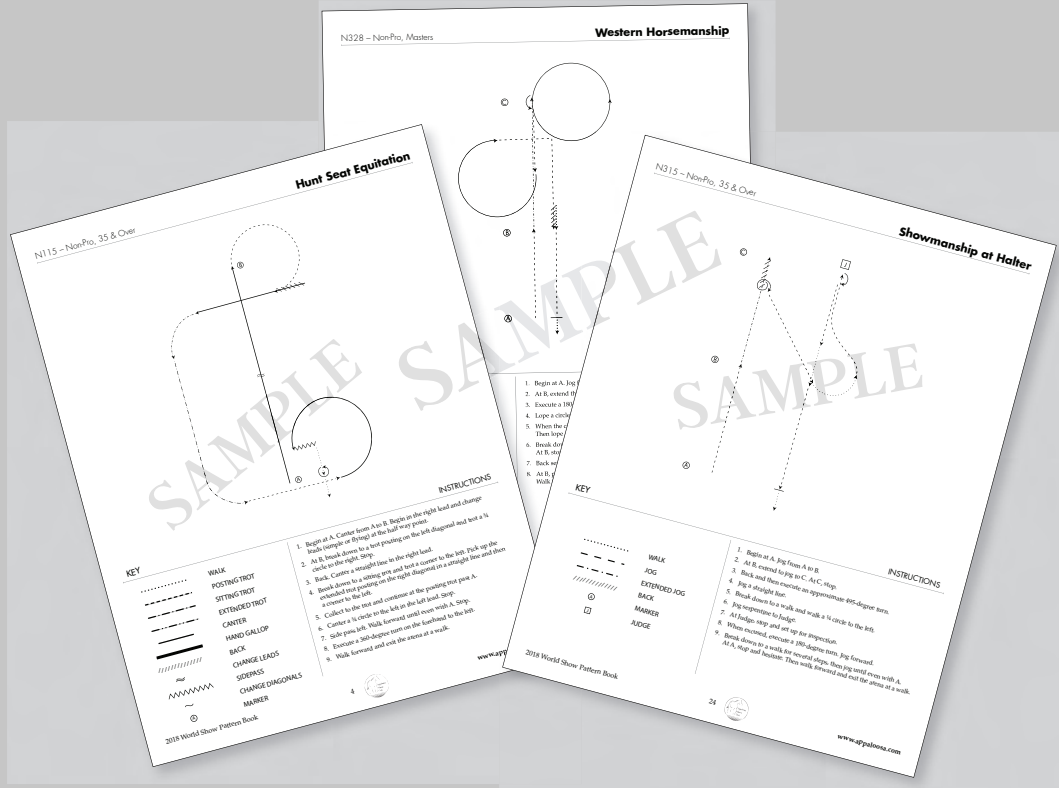 N328 – Non-Pro, Masters
Western Horsemanship
C
B
A
1. Begin at A. Jog
2. At B, extend th
3. Execute a 180
4. Lope a circle
5. When the c
Then lope
6. Break dow
At B, sto
7. Back se
8. At B, p
Walk
SAMPLE
Hunt Seat Equitation
N115 – Non-Pro, 35 & Over
B
A
SAMPLE
KEY
WALK
POSTING TROT
SITTING TROT
EXTENDED TROT
CANTER
HAND GALLOP
BACK
CHANGE LEADS
SIDEPASS
CHANGE DIAGONALS
MARKER
A
INSTRUCTIONS
1. Begin at A. Canter from A to B. Begin in the right lead and change
leads (simple or flying) at the half way point.
2. At B, break down to a trot posting on the left diagonal and trot a ¾
circle to the right. Stop.
3. Back. Canter a straight line in the right lead.
4. Break down to a sitting trot and trot a corner to the left. Pick up the
extended trot posting on the right diagonal in a straight line and then
a corner to the left.
5. Collect to the trot and continue at the posting trot past A.
6. Canter a ¾ circle to the left in the left lead. Stop.
7. Side pass left. Walk forward until even with A. Stop.
8. Execute a 360-degree turn on the forehand to the left.
9. Walk forward and exit the arena at a walk.
2018 World Show Pattern Book
4
www.app
N315 – Non-Pro, 35 & Over
Showmanship at Halter
C
J
B
A
SAMPLE
KEY
WALK
JOG
EXTENDED JOG
BACK
MARKER
JUDGE
A
J
INSTRUCTIONS
1. Begin at A. Jog from A to B.
2. At B, extend to jog to C. At C, stop.
3. Back and then execute an approximate 495-degree turn.
4. Jog a straight line.
5. Break down to a walk and walk a ¾ circle to the left.
6. Jog serpentine to Judge.
7. At Judge, stop and set up for inspection.
8. When excused, execute a 180-degree turn. Jog forward.
9. Break down to a walk for several steps, then jog until even with A.
At A, stop and hesitate. Then walk forward and exit the arena at a walk.
2018 World Show Pattern Book
24
www.appaloosa.com